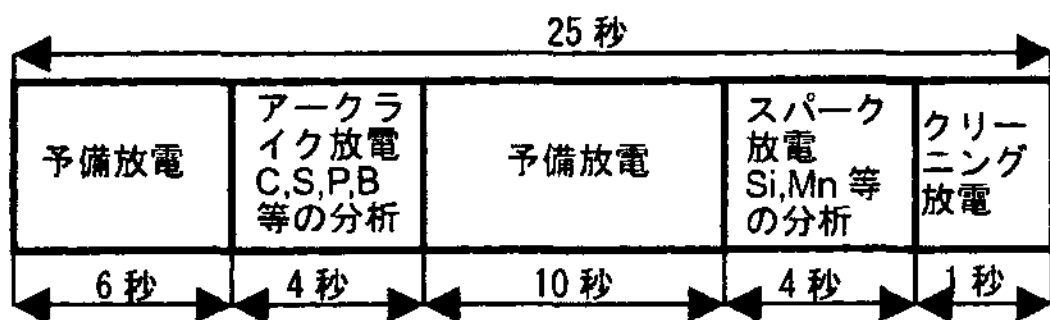 25 秒
予備放電
アークラ
イク放電
C,S,P,B
等の分析
予備放電
スパーク
放電
Si,Mn 等
の分析
クリー
ニング
放電
6 秒
4 秒
10 秒
4 秒
1 秒